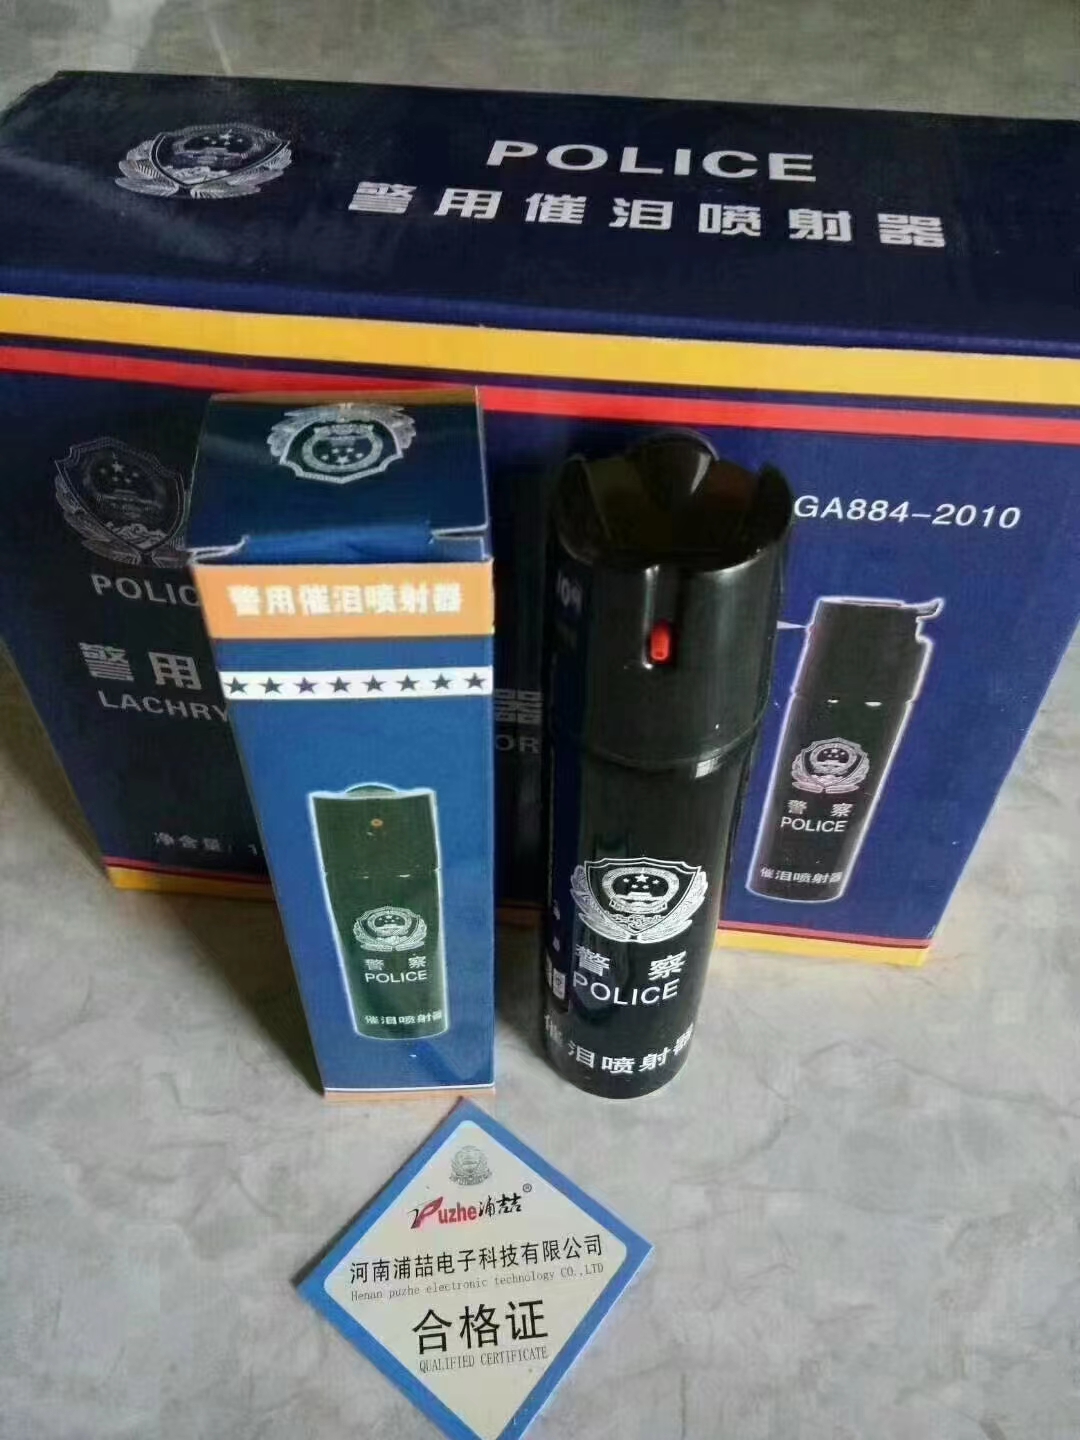 POLICE
警用催泪喷射器
GA884-2010
POLIC
警用
LACHRY
器
OR
净含量：1
警用催泪喷射器
警察
POLICE
催泪喷射器
警察
POLICE
催泪喷射器
警察
POLICE
催泪喷射器
Puzhe浦喆®
河南浦喆电子科技有限公司
Henan puzhe electronic technology CO.,LTD
合格证
QUALIFIED CERTIFICATE